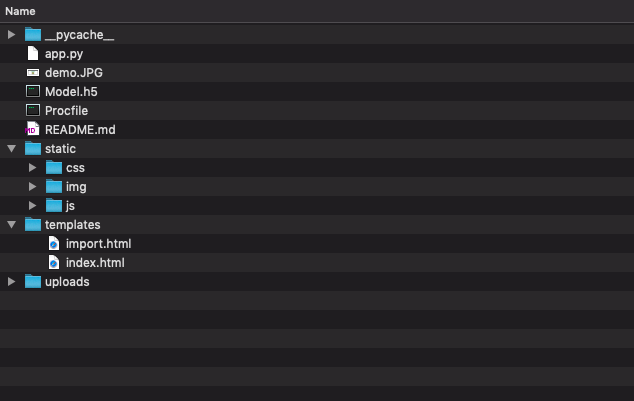 Name
__pycache__
app.py
demo.JPG
Model.h5
Procfile
README.md
static
css
img
js
templates
import.html
index.html
uploads